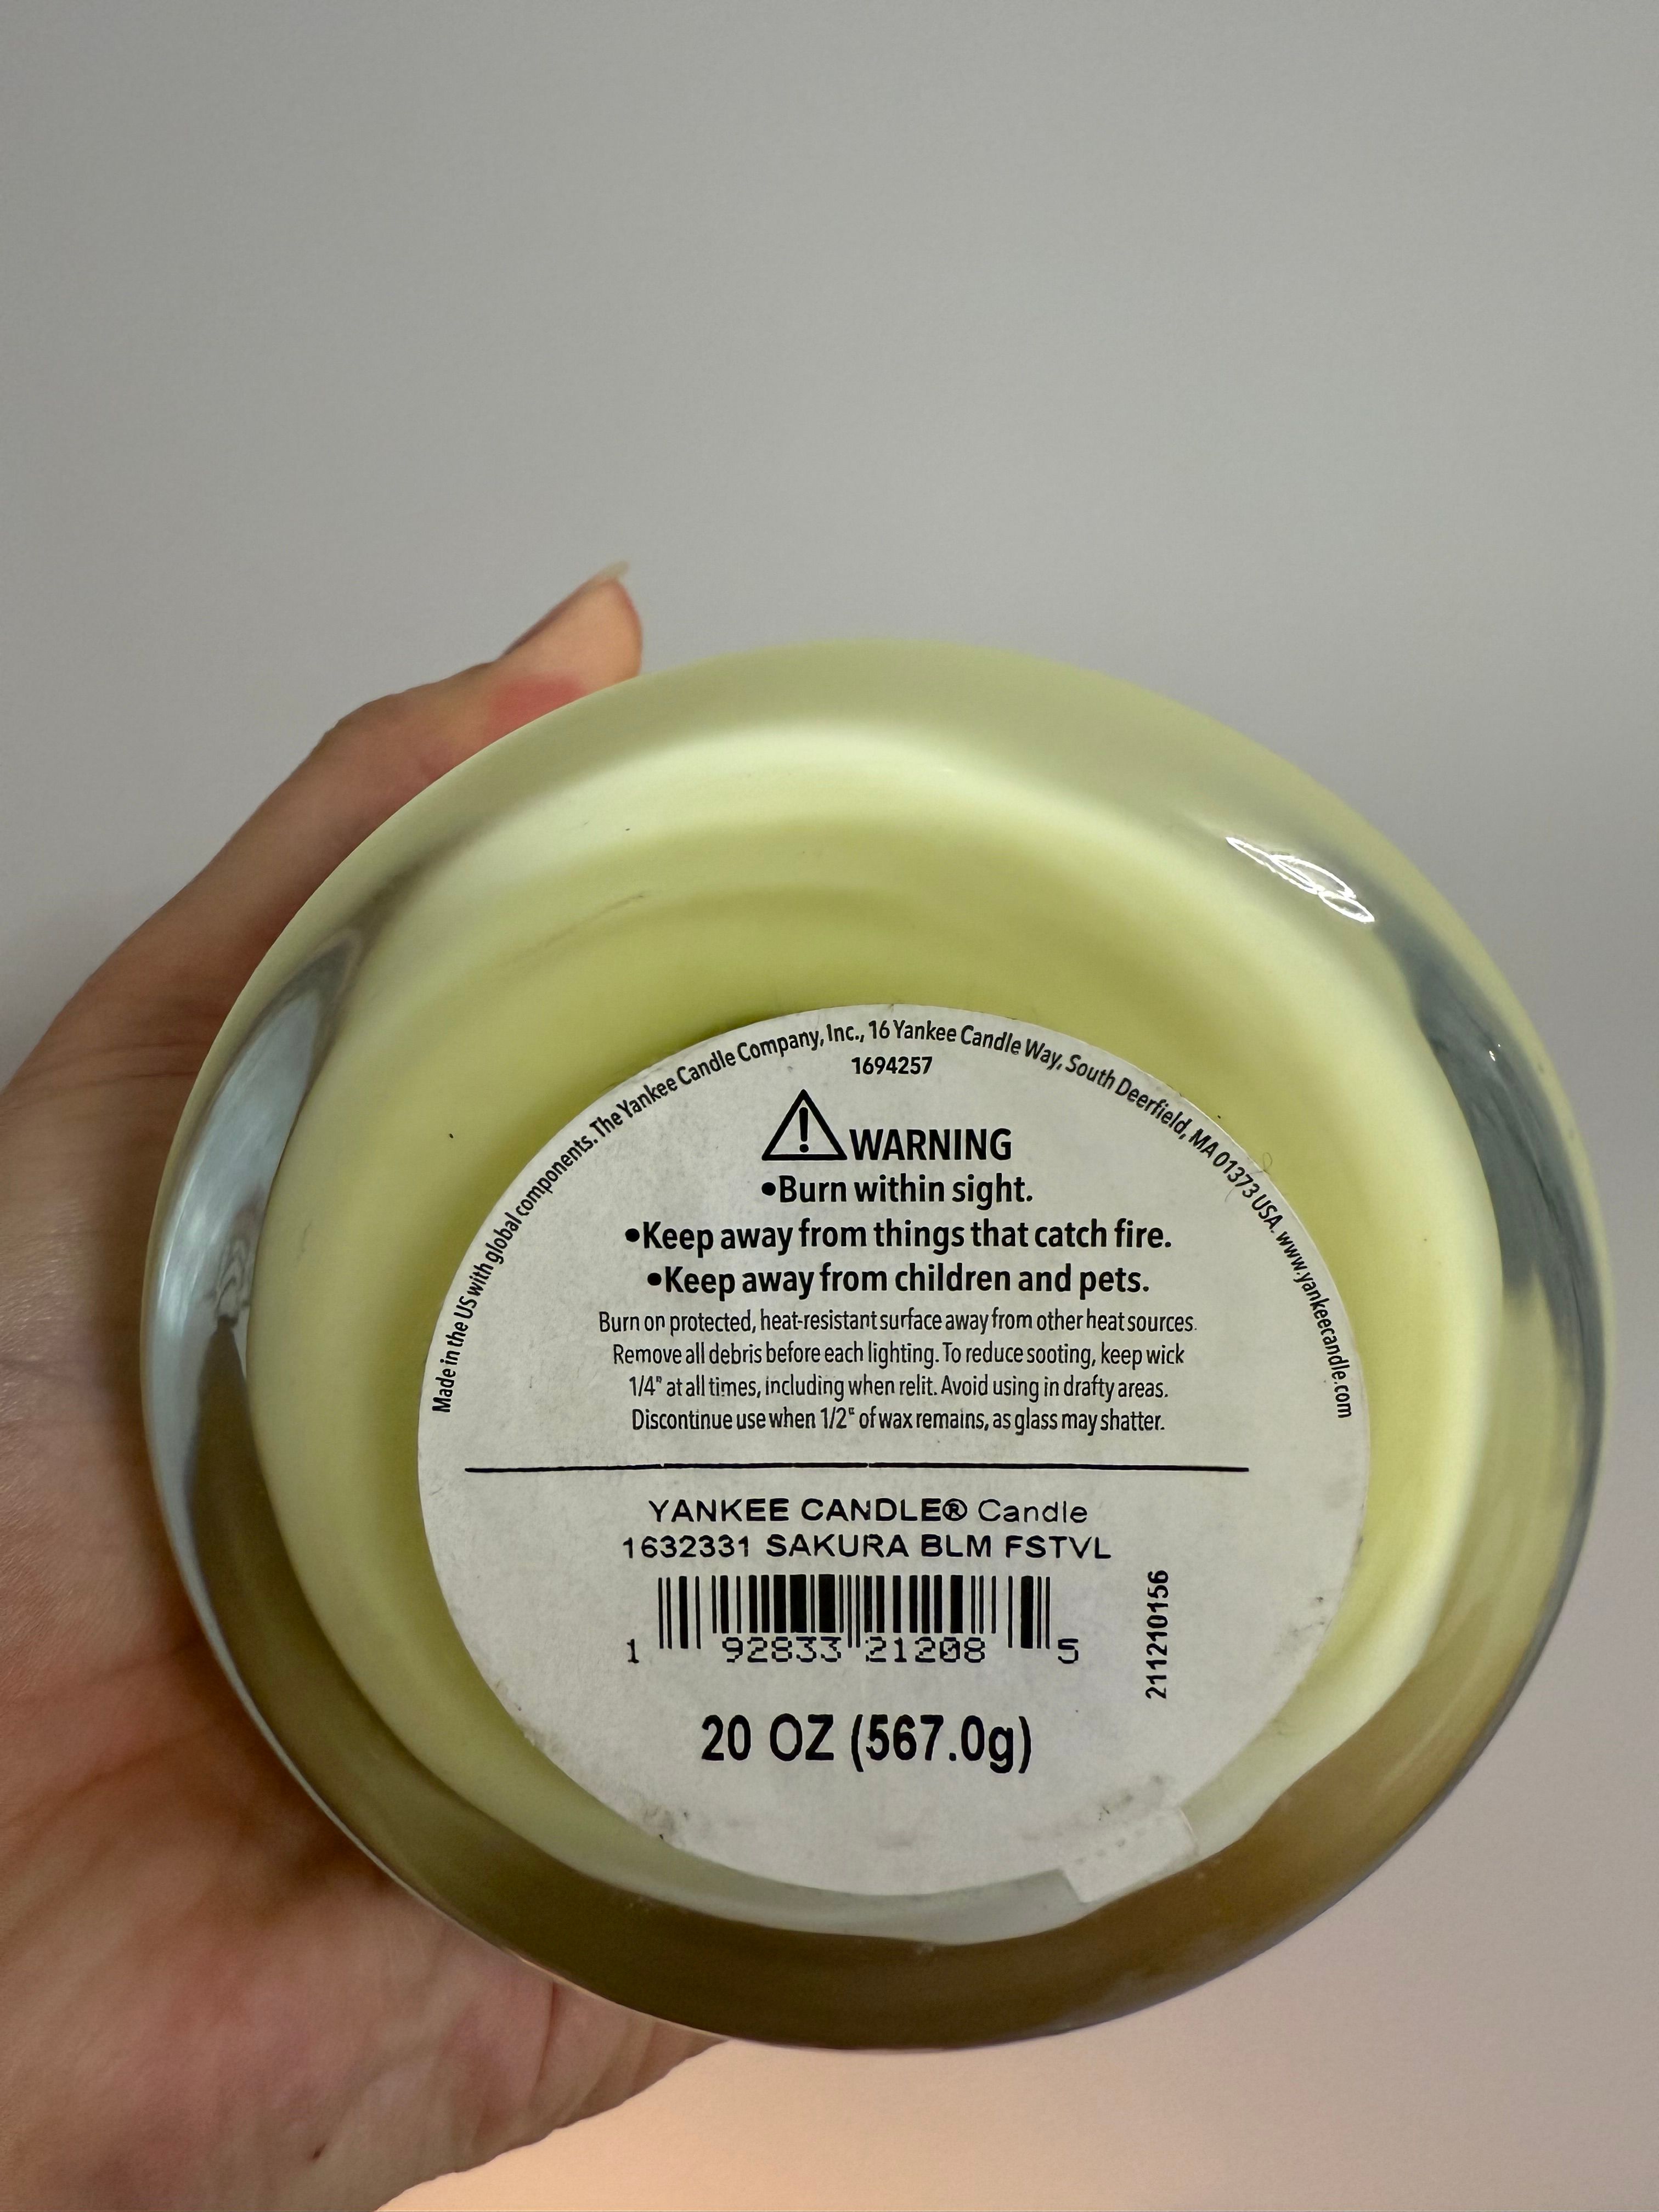 Made in the US with global components. The Yankee Candle Company, Inc., 16 Yankee Candle Way, South Deerfield, MA 01373 USA. www.yankeecandle.com
1694257
WARNING
•Burn within sight.
•Keep away from things that catch fire.
•Keep away from children and pets.
Burn on protected, heat-resistant surface away from other heat sources.
Remove all debris before each lighting. To reduce sooting, keep wick
1/4" at all times, including when relit. Avoid using in drafty areas.
Discontinue use when 1/2" of wax remains, as glass may shatter.
YANKEE CANDLE® Candle
1632331 SAKURA BLM FSTVL
1 92833 21208 5
211210156
20 OZ (567.0g)